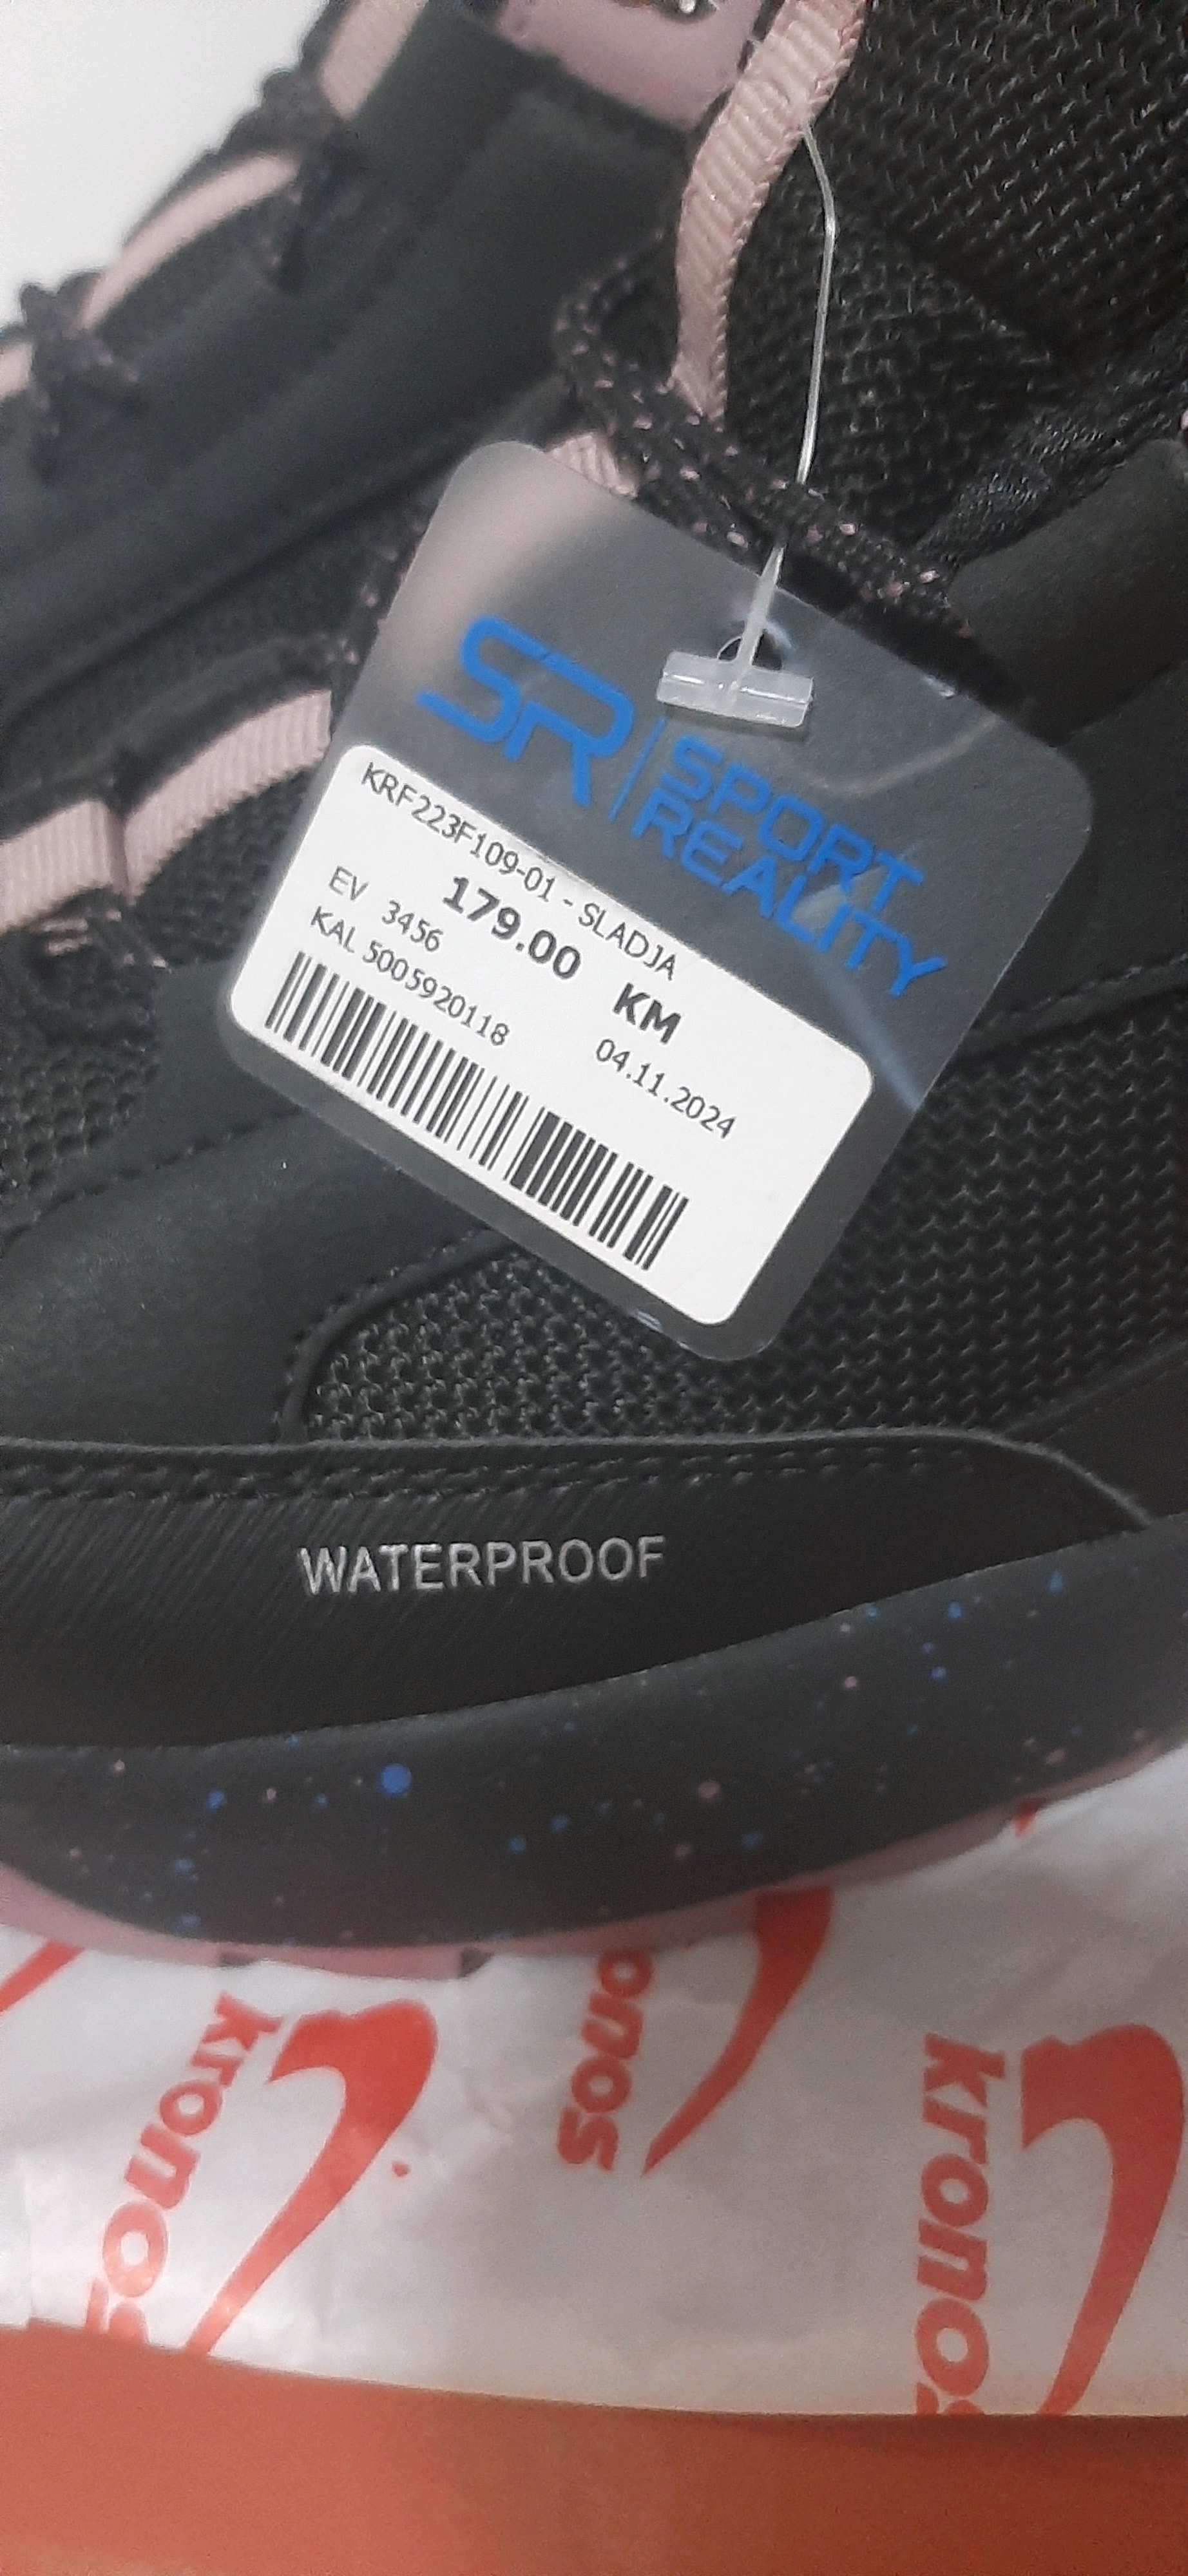 SR | SPORT
REALITY
KRF223F109-01 - SLADJA
179.00 KM
EV 3456
04.11.2024
KAL 5005920118
WATERPROOF
kronos
kronos
kronos